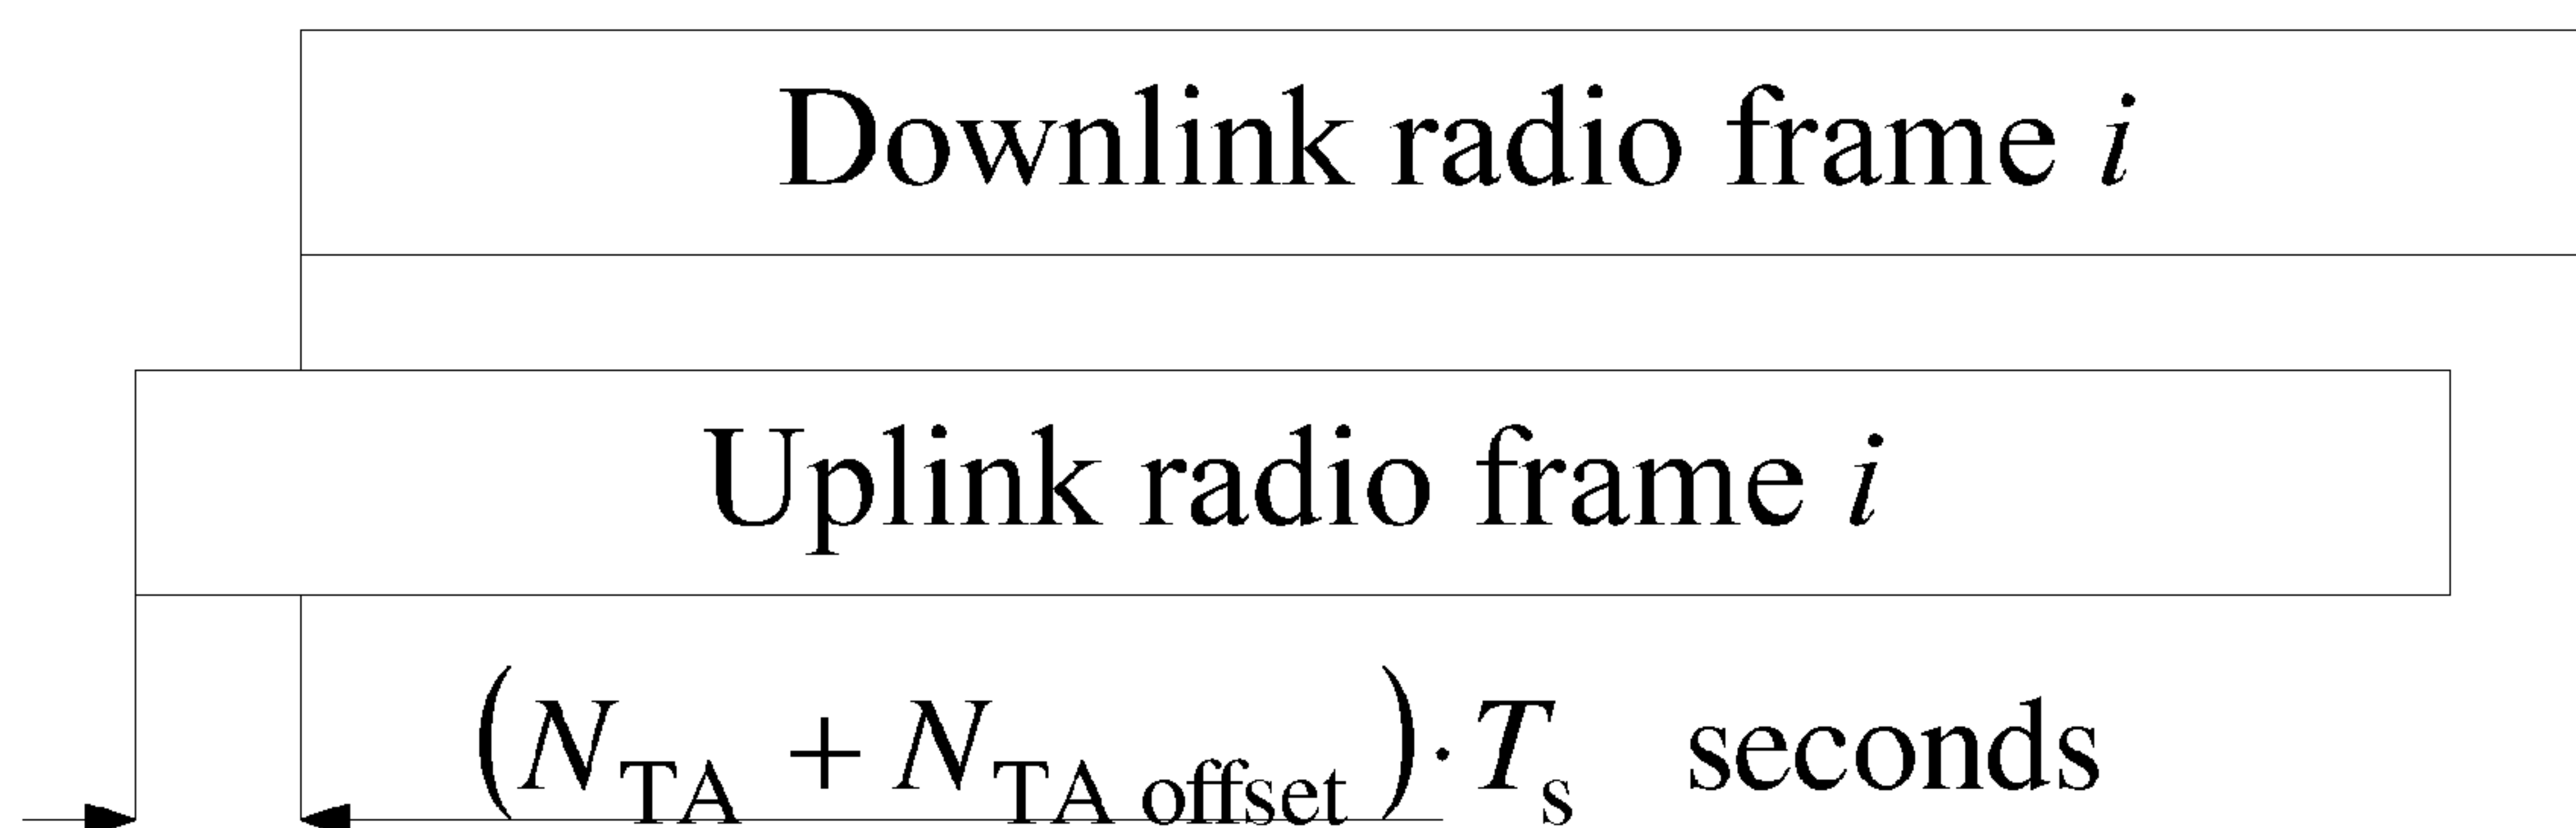 Downlink radio frame i
Uplink radio frame i
(N_TA + N_TA offset) · T_s seconds